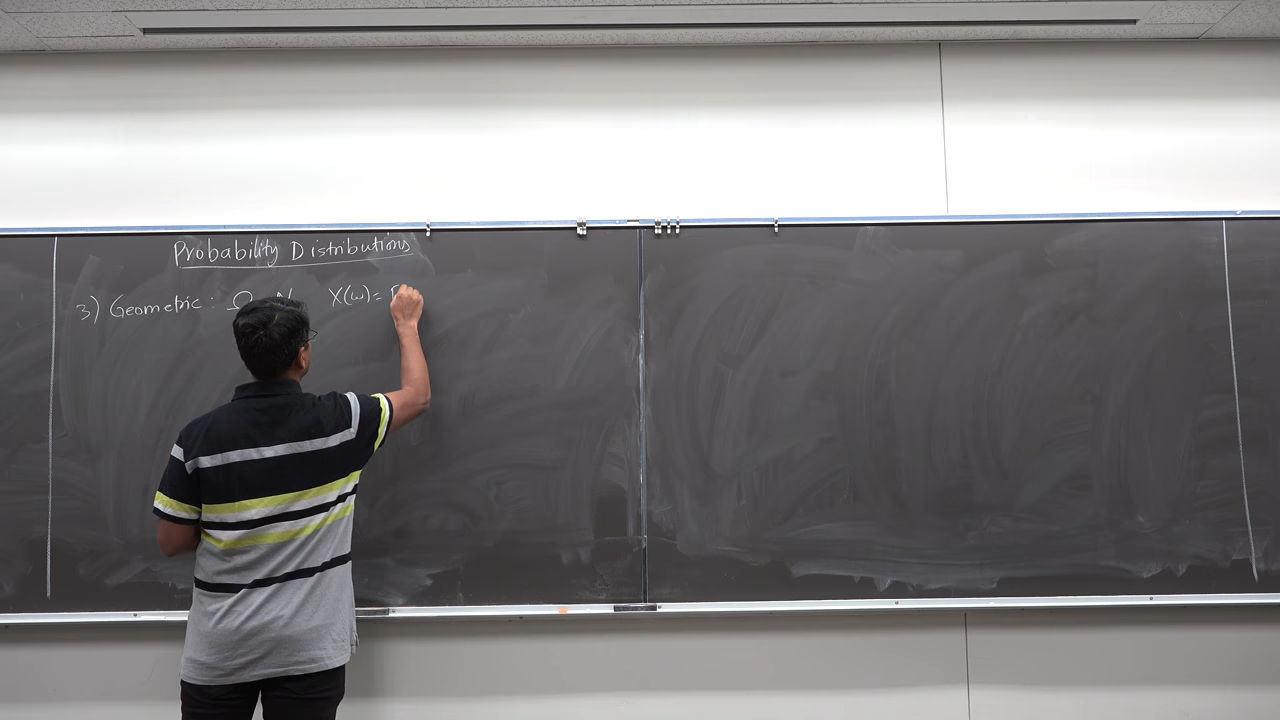 Probability Distributions
3) Geometric: Ω N X(ω)=